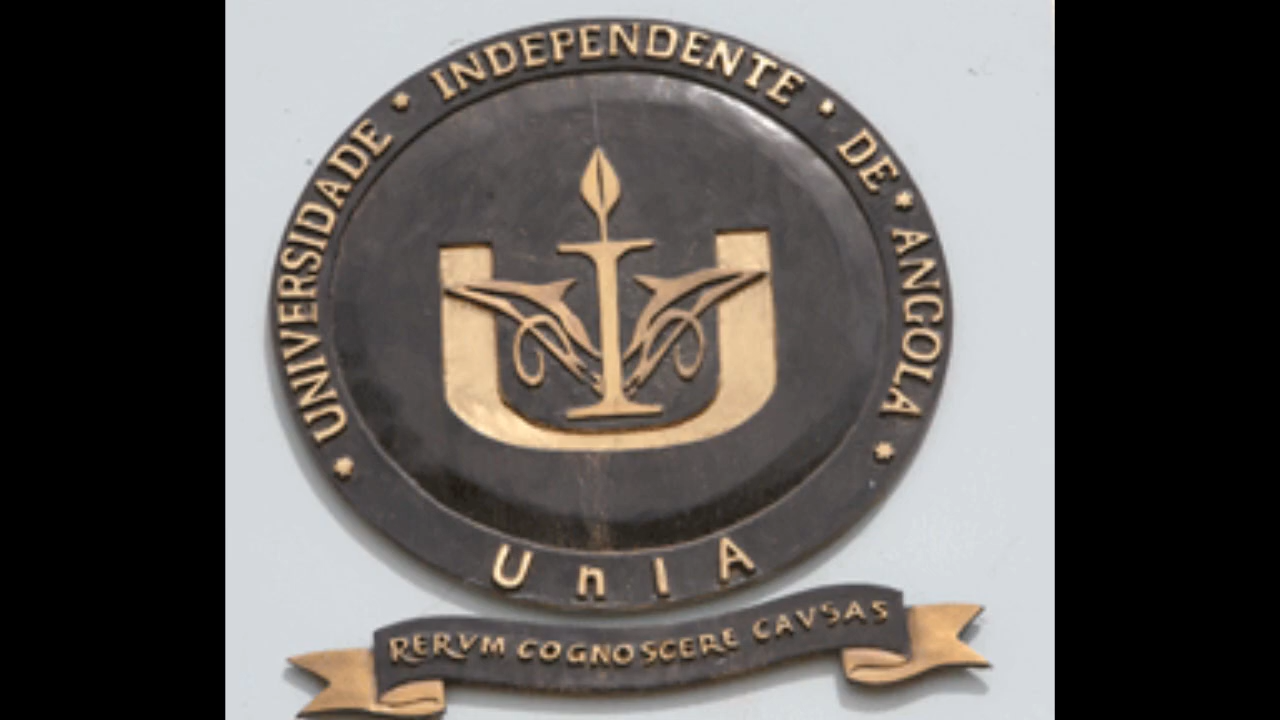 UNIVERSIDADE * INDEPENDENTE * DE * ANGOLA
UnIA
RERVM COGNOSCERE CAVSAS